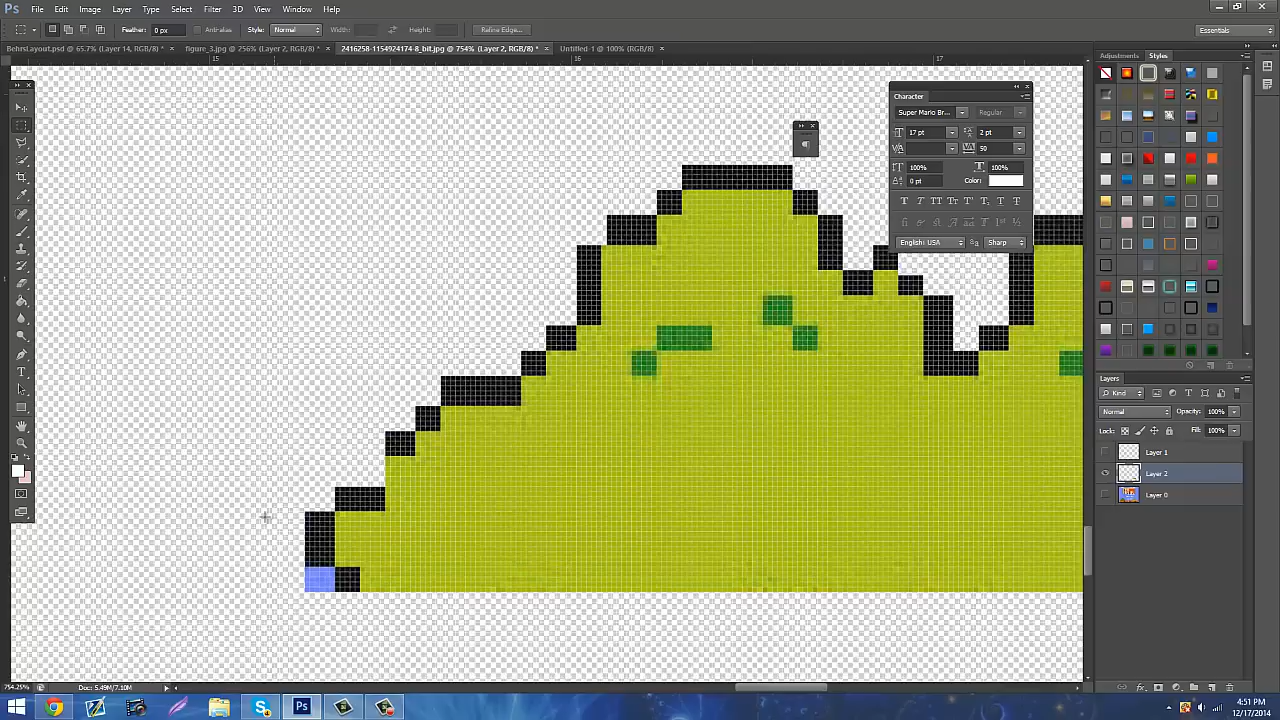 Ps File Edit Image Layer Type Select Filter 3D View Window Help
Feather: 0 px Anti-alias Style: Normal Width: Height: Refine Edge... Essentials
BehrsLayout.psd @ 65.7% (Layer 14, RGB/8) * × figure_3.jpg @ 256% (Layer 2, RGB/8) * × 2416258-1154924174-8_bit.jpg @ 754% (Layer 2, RGB/8) * × Untitled-1 @ 100% (RGB/8) ×
15 16 17
Adjustments Styles
Character
Super Mario Br... Regular
17 pt 2 pt
50
100% 100%
0 pt Color:
English: USA Sharp
Layers
Kind
Normal Opacity: 100%
Lock: Fill: 100%
Layer 1
Layer 2
Layer 0
754.25% Doc: 5.49M/7.10M
4:51 PM
12/17/2014